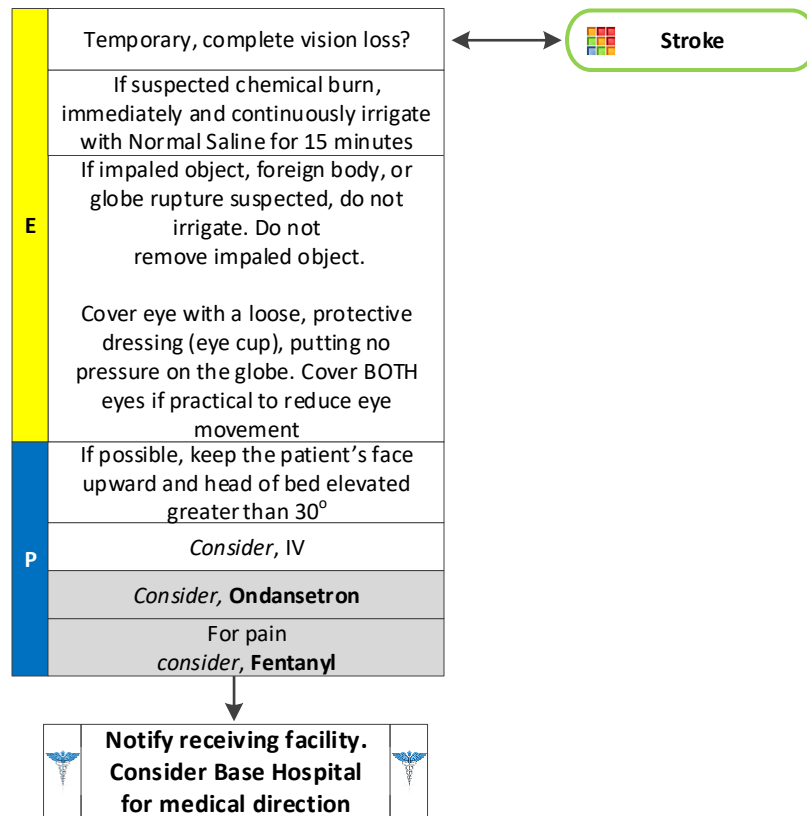 Temporary, complete vision loss?
Stroke
If suspected chemical burn,
immediately and continuously irrigate
with Normal Saline for 15 minutes
E
If impaled object, foreign body, or
globe rupture suspected, do not
irrigate. Do not
remove impaled object.
Cover eye with a loose, protective
dressing (eye cup), putting no
pressure on the globe. Cover BOTH
eyes if practical to reduce eye
movement
P
If possible, keep the patient's face
upward and head of bed elevated
greater than 30º
Consider, IV
Consider, Ondansetron
For pain
consider, Fentanyl
Notify receiving facility.
Consider Base Hospital
for medical direction